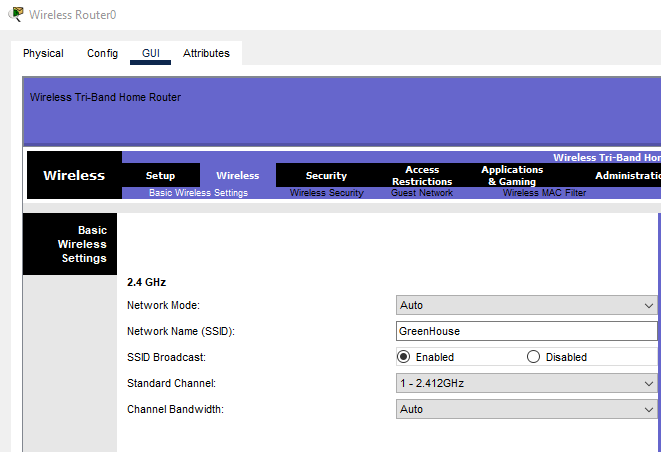 Wireless Router0
Physical Config GUI Attributes
Wireless Tri-Band Home Router
Wireless Tri-Band Hor
Wireless Setup Wireless Security Access Restrictions Applications & Gaming Administratio
Basic Wireless Settings Wireless Security Guest Network Wireless MAC Filter
Basic
Wireless
Settings
2.4 GHz
Network Mode: Auto
Network Name (SSID): GreenHouse
SSID Broadcast: Enabled Disabled
Standard Channel: 1 - 2.412GHz
Channel Bandwidth: Auto